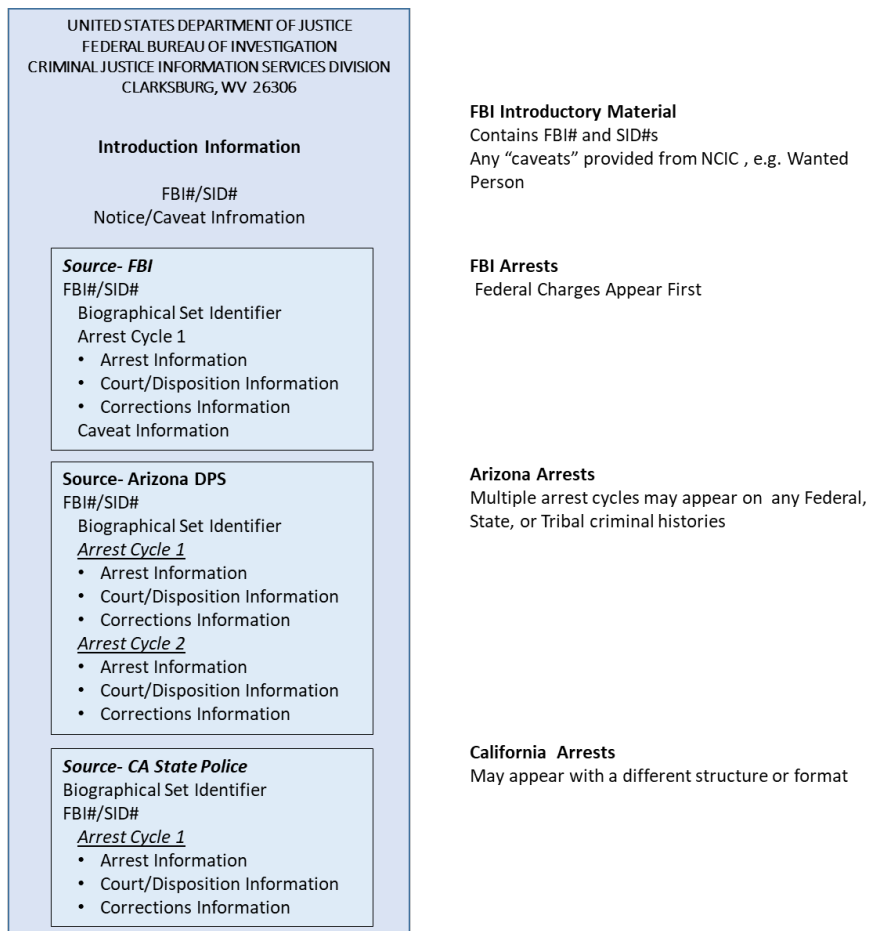 UNITED STATES DEPARTMENT OF JUSTICE
FEDERAL BUREAU OF INVESTIGATION
CRIMINAL JUSTICE INFORMATION SERVICES DIVISION
CLARKSBURG, WV 26306
Introduction Information
FBI#/SID#
Notice/Caveat Infromation
FBI Introductory Material
Contains FBI# and SID#s
Any “caveats” provided from NCIC , e.g. Wanted
Person
Source- FBI
FBI#/SID#
Biographical Set Identifier
Arrest Cycle 1
• Arrest Information
• Court/Disposition Information
• Corrections Information
Caveat Information
FBI Arrests
Federal Charges Appear First
Source- Arizona DPS
FBI#/SID#
Biographical Set Identifier
Arrest Cycle 1
• Arrest Information
• Court/Disposition Information
• Corrections Information
Arrest Cycle 2
• Arrest Information
• Court/Disposition Information
• Corrections Information
Arizona Arrests
Multiple arrest cycles may appear on any Federal,
State, or Tribal criminal histories
Source- CA State Police
Biographical Set Identifier
FBI#/SID#
Arrest Cycle 1
• Arrest Information
• Court/Disposition Information
• Corrections Information
California Arrests
May appear with a different structure or format